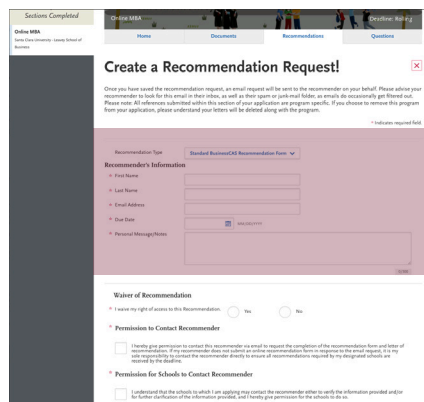 Sections Completed
Online MBA
Santa Clara University - Leavey School of
Business
Online MBA
Deadline: Rolling
Home
Documents
Recommendations
Questions
Create a Recommendation Request!
Once you have saved the recommendation request, an email request will be sent to the recommender on your behalf. Please advise your
recommender to look for this email in their inbox, as well as their spam or junk-mail folder, as emails do occasionally get filtered out.
Please note: All references submitted within this section of your application are program specific. If you choose to remove this program
from your application, please understand your letters will be deleted along with the program.
* Indicates required field.
Recommendation Type
Standard BusinessCAS Recommendation Form
Recommender's Information
* First Name
* Last Name
* Email Address
* Due Date
MM/DD/YYYY
* Personal Message/Notes
Waiver of Recommendation
* I waive my right of access to this Recommendation.
Yes
No
* Permission to Contact Recommender
I hereby give permission to contact this recommender via email to request the completion of the recommendation form and letter of
recommendation. If my recommender does not submit an online recommendation form in response to the email request, it is my
sole responsibility to contact the recommender directly to ensure all recommendations required by my designated schools are
received by the deadline.
* Permission for Schools to Contact Recommender
I understand that the schools to which I am applying may contact the recommender either to verify the information provided and/or
for further clarification of the information provided, and I hereby give permission for the schools to do so.